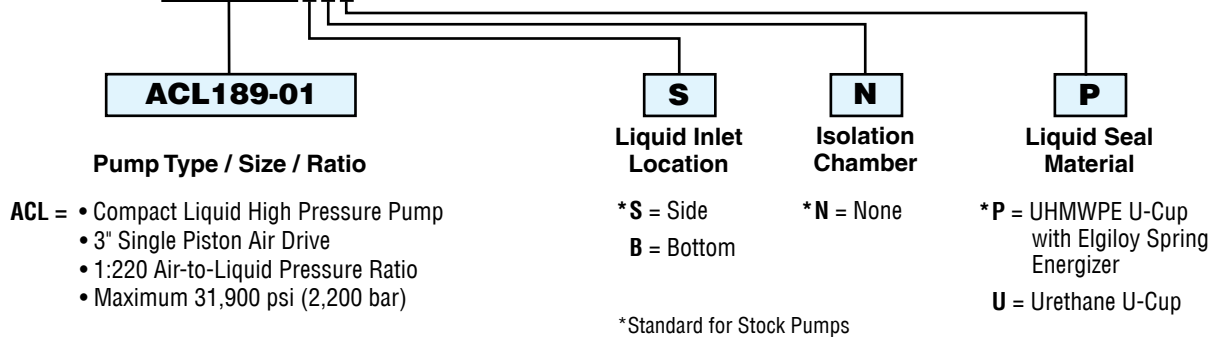 ACL189-01
S
N
P
Pump Type / Size / Ratio
Liquid Inlet
Location
Isolation
Chamber
Liquid Seal
Material
ACL = • Compact Liquid High Pressure Pump
• 3" Single Piston Air Drive
• 1:220 Air-to-Liquid Pressure Ratio
• Maximum 31,900 psi (2,200 bar)
*S = Side
B = Bottom
*N = None
*P = UHMWPE U-Cup
with Elgiloy Spring
Energizer
U = Urethane U-Cup
*Standard for Stock Pumps